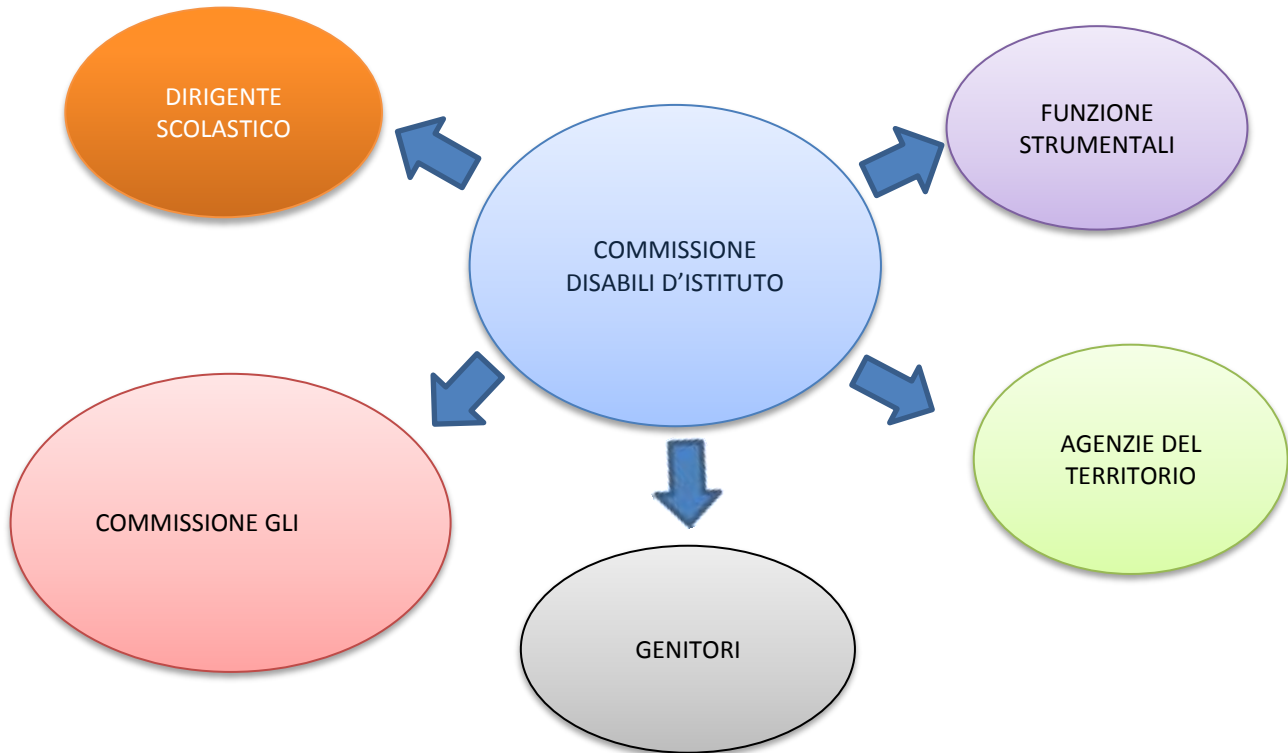 DIRIGENTE
SCOLASTICO
FUNZIONE
STRUMENTALI
COMMISSIONE
DISABILI D’ISTITUTO
AGENZIE DEL
TERRITORIO
COMMISSIONE GLI
GENITORI